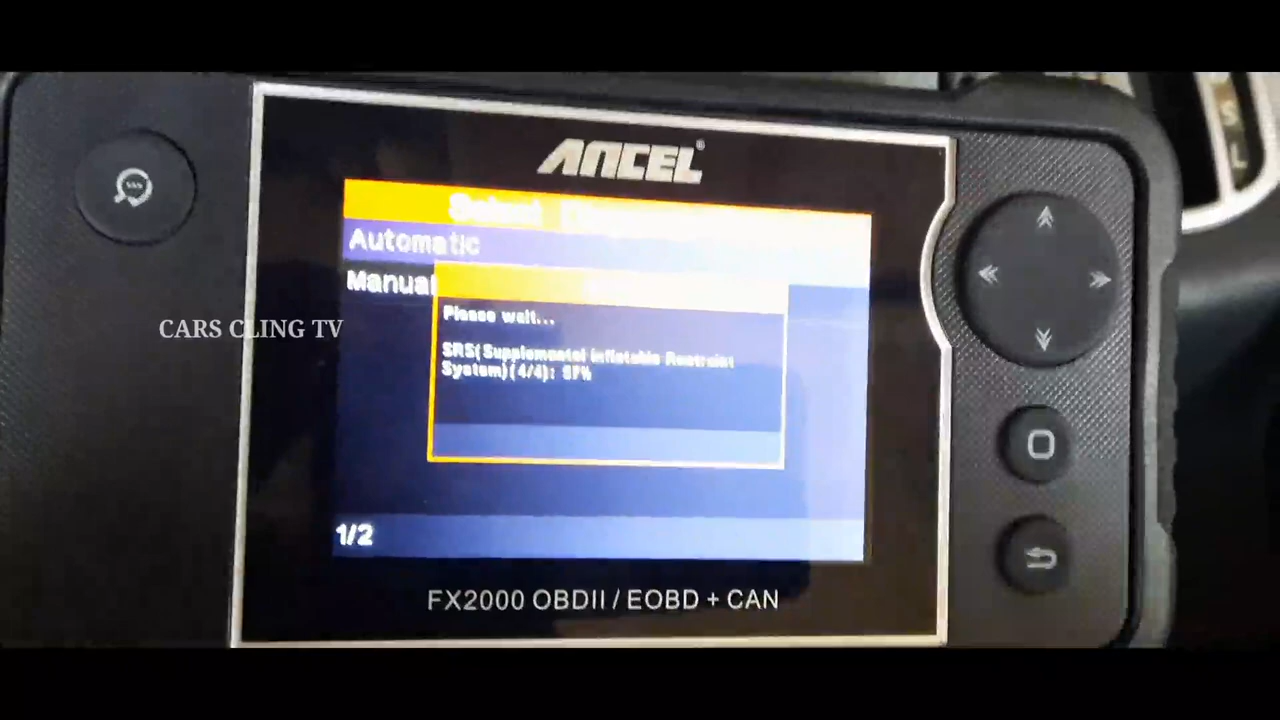 S
L
ANCEL®
Select
Automatic
Manual
CARS CLING TV
Please wait...
SRS(Supplemental Inflatable Restraint
System)(4/4):
1/2
FX2000 OBDII / EOBD + CAN